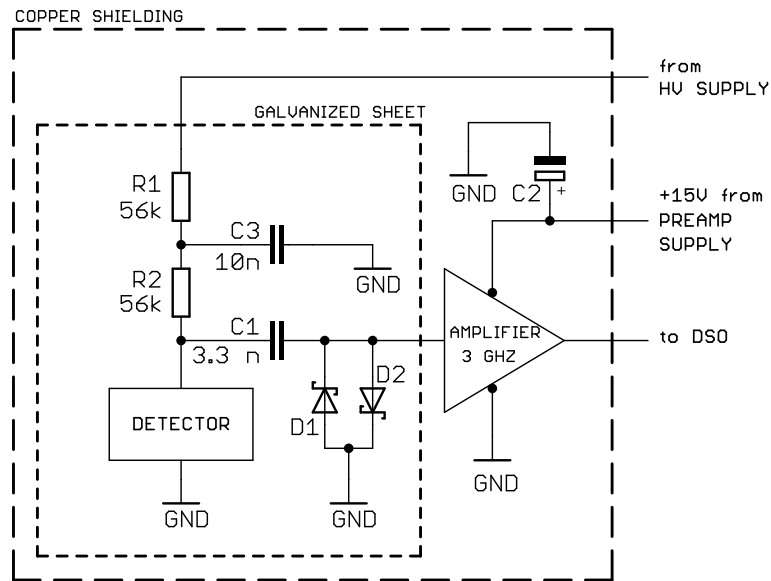 COPPER SHIELDING
from
HV SUPPLY
GALVANIZED SHEET
R1
56k
C3
10n
GND
R2
56k
C1
3.3 n
GND
C2
+
+15V from
PREAMP
SUPPLY
AMPLIFIER
3 GHZ
to DSO
D2
D1
DETECTOR
GND
GND
GND